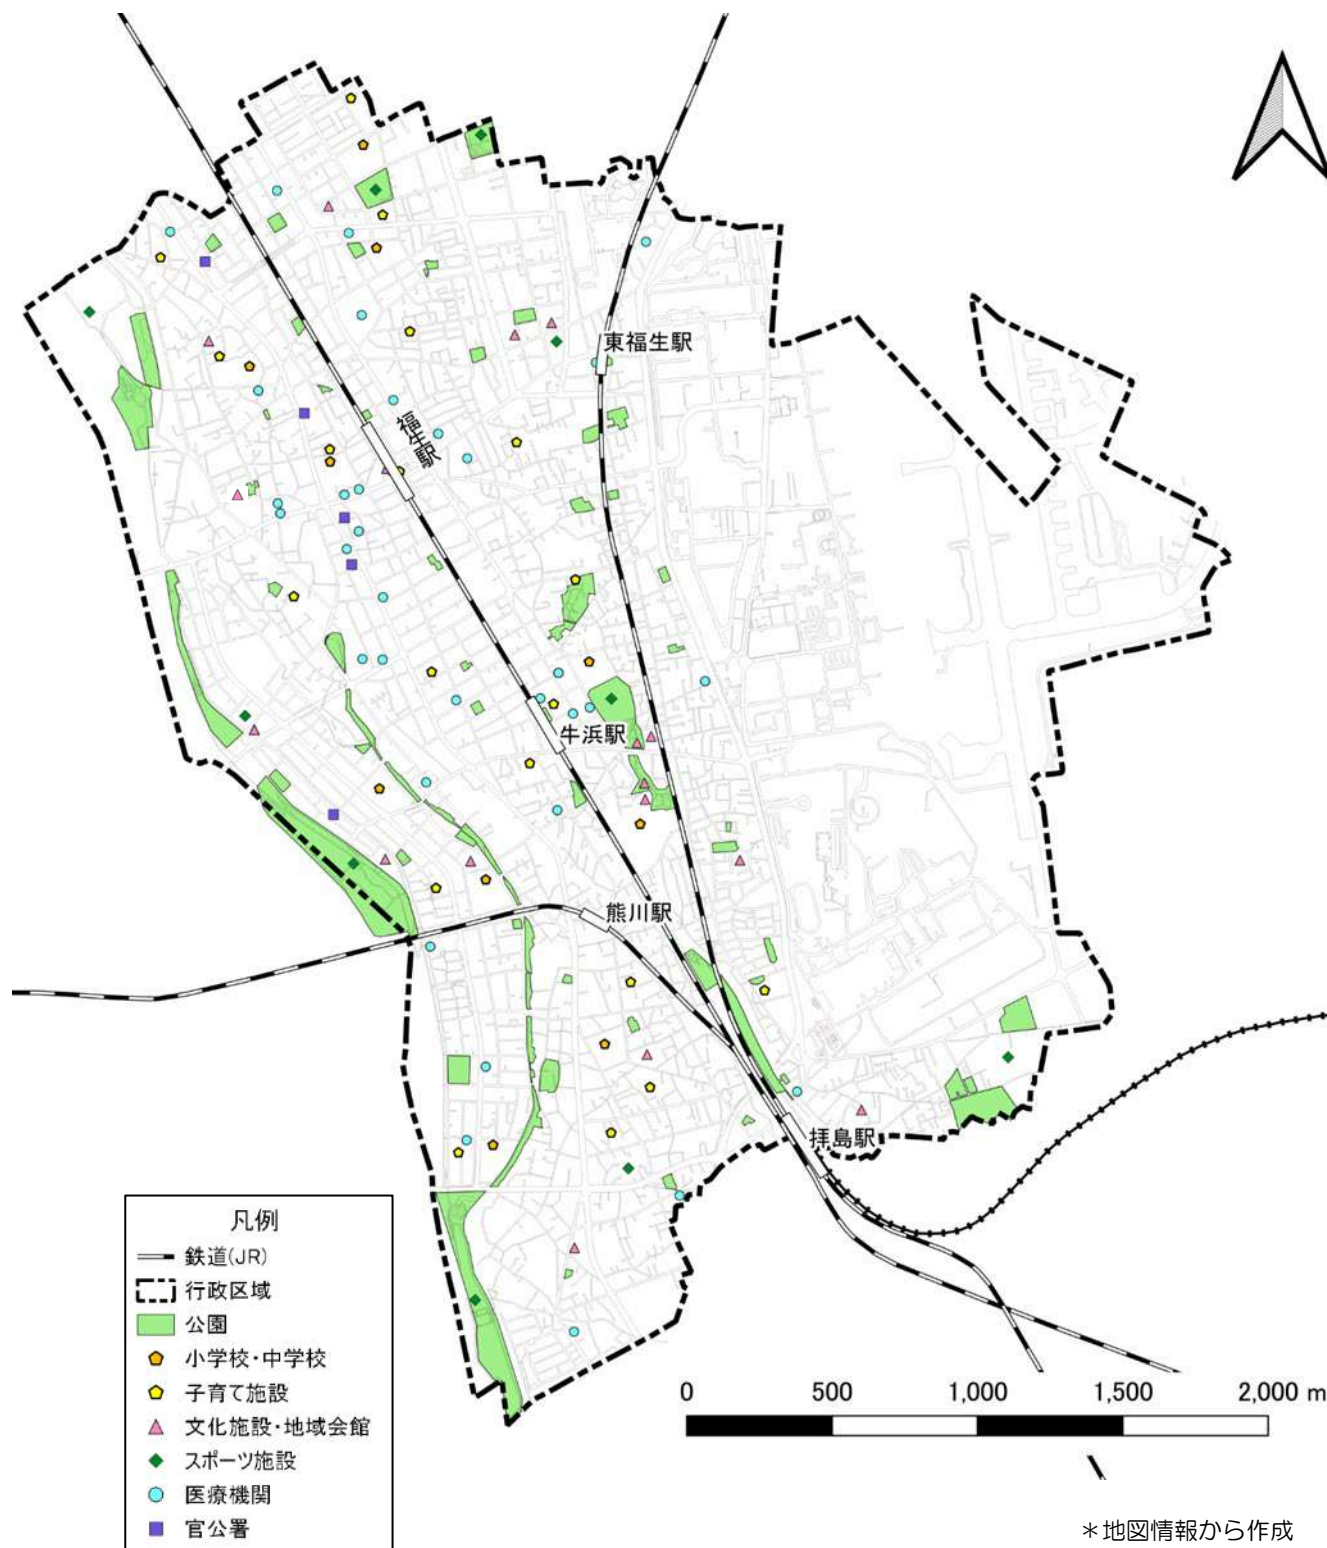 東福生駅
福生駅
牛浜駅
熊川駅
拝島駅
凡例
鉄道(JR)
行政区域
公園
小学校・中学校
子育て施設
文化施設・地域会館
スポーツ施設
医療機関
官公署
0 500 1,000 1,500 2,000 m
＊地図情報から作成